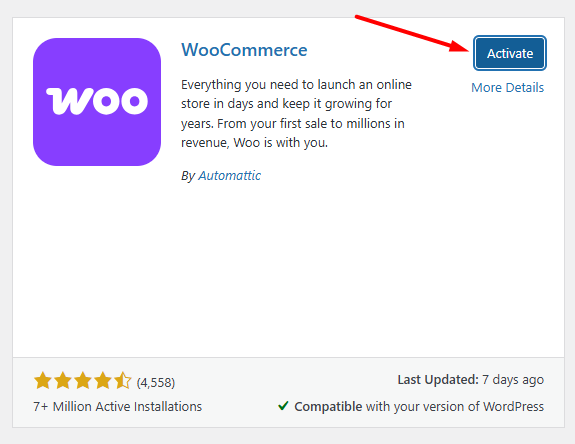 woo
WooCommerce
Activate
More Details
Everything you need to launch an online
store in days and keep it growing for
years. From your first sale to millions in
revenue, Woo is with you.
By Automattic
(4,558)
Last Updated: 7 days ago
7+ Million Active Installations
Compatible with your version of WordPress